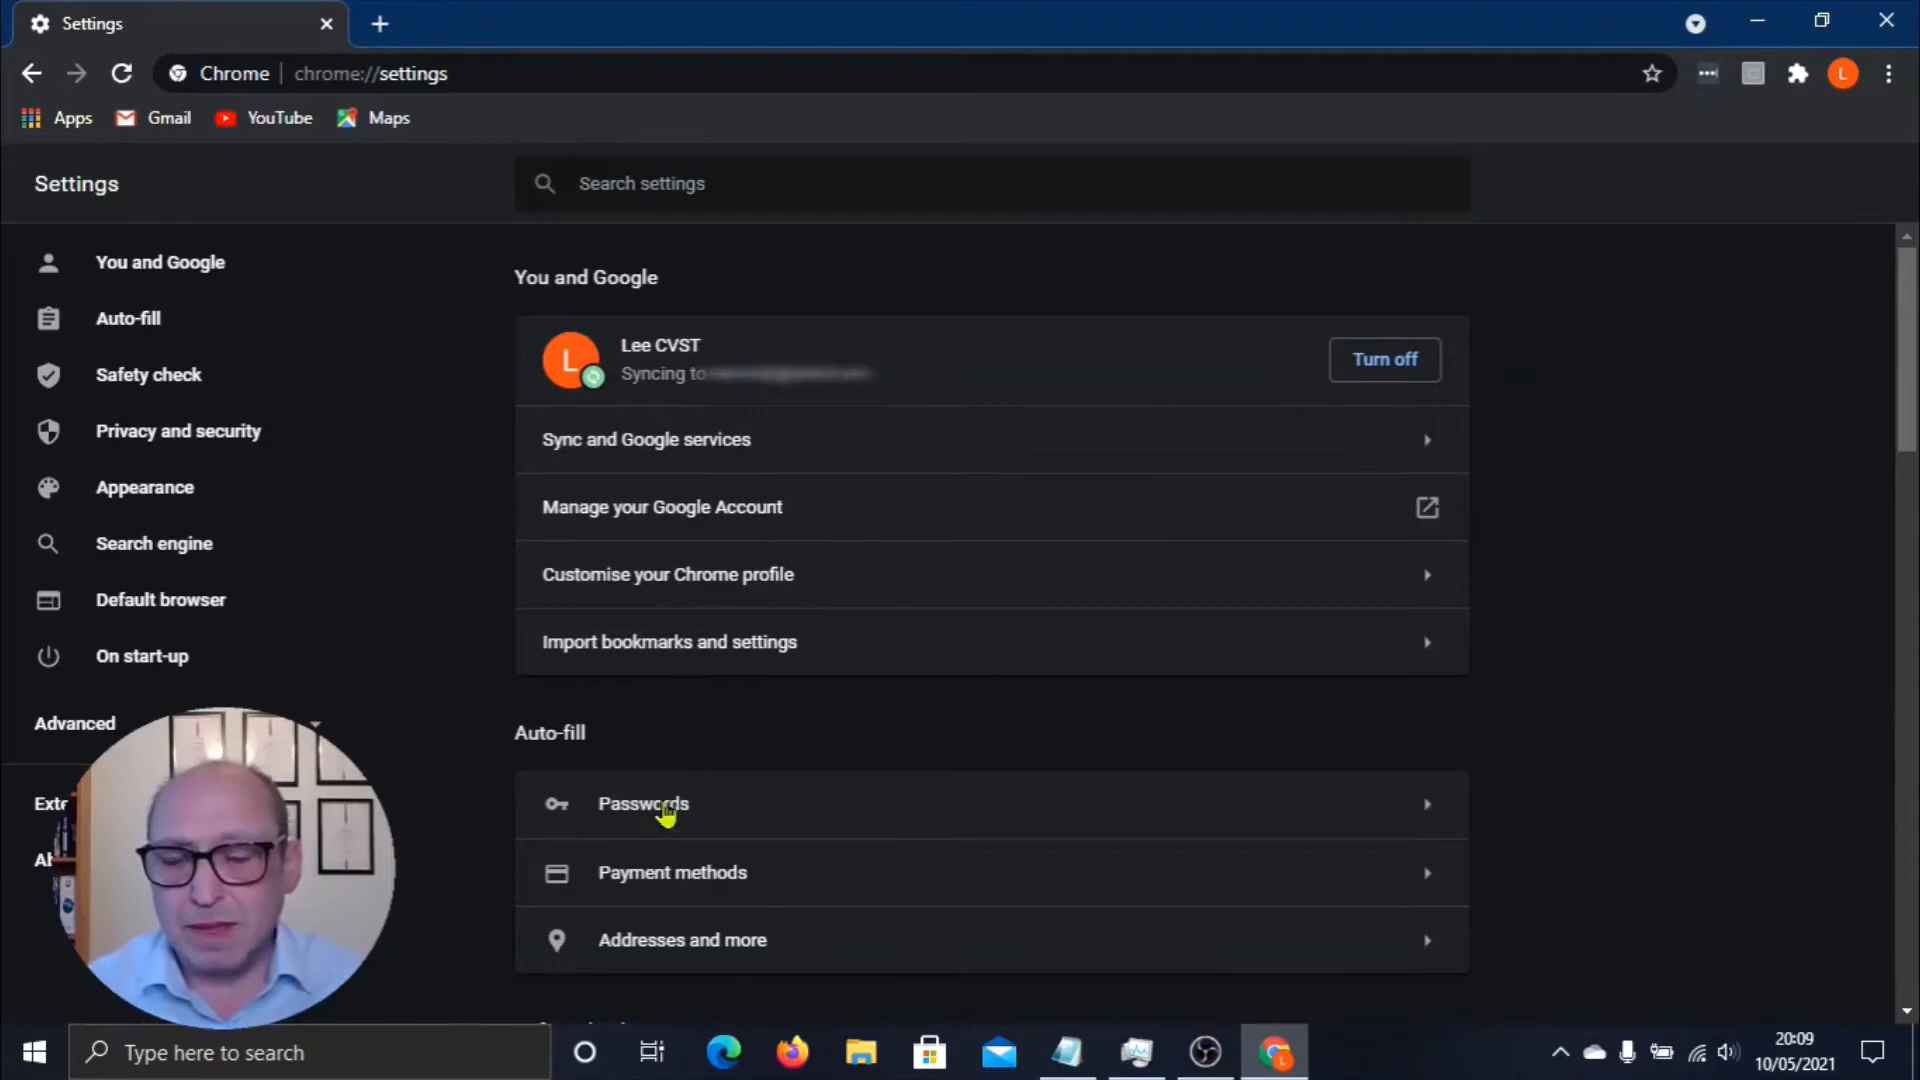 Settings
Chrome chrome://settings
L
Apps Gmail YouTube Maps
Settings
Search settings
You and Google
Auto-fill
Safety check
Privacy and security
Appearance
Search engine
Default browser
On start-up
Advanced
You and Google
L
Lee CVST
Syncing to
Turn off
Sync and Google services
Manage your Google Account
Customise your Chrome profile
Import bookmarks and settings
Auto-fill
Passwords
Payment methods
Addresses and more
Type here to search
L
20:09
10/05/2021